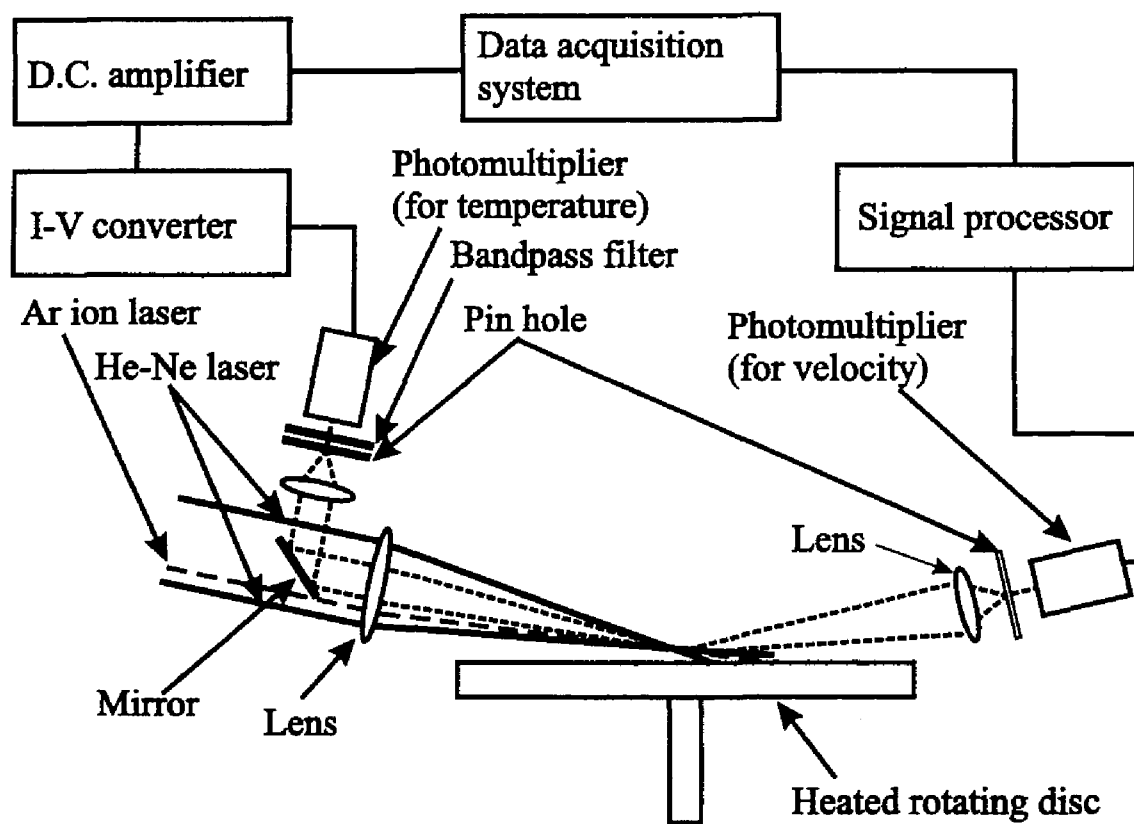 D.C. amplifier
Data acquisition
system
Photomultiplier
(for temperature)
I-V converter
Bandpass filter
Signal processor
Ar ion laser
Pin hole
Photomultiplier
(for velocity)
He-Ne laser
Lens
Mirror
Lens
Heated rotating disc